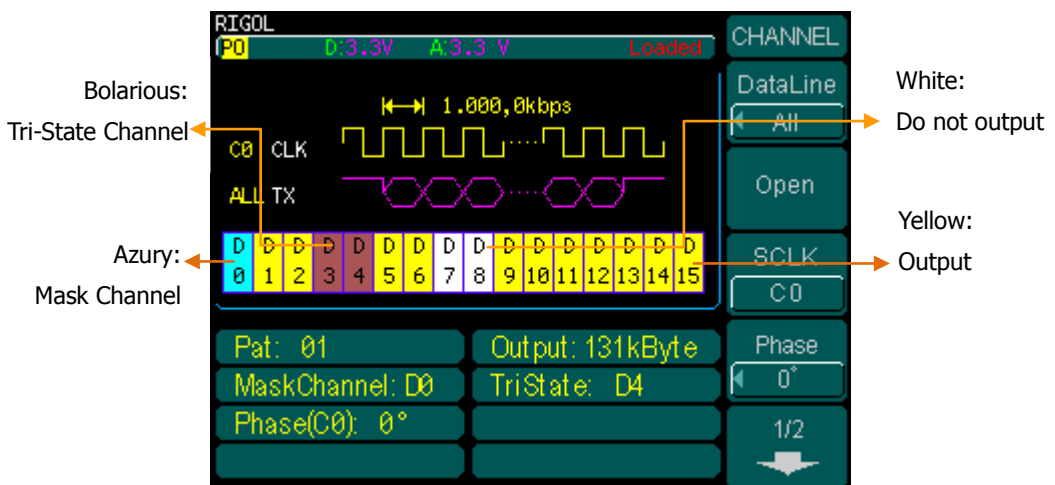 RIGOL
PO D:3.3V A:3.3 V Loaded
CHANNEL
Bolarious:
Tri-State Channel
1.000,0kbps
C0 CLK
ALL TX
DataLine
All
White:
Do not output
Open
Azury:
Mask Channel
D D D D D D D D D D D D D D D D
0 1 2 3 4 5 6 7 8 9 10 11 12 13 14 15
SCLK
C0
Yellow:
Output
Pat: 01
Output: 131kByte
MaskChannel: D0
TriState: D4
Phase(C0): 0°
Phase
0°
1/2